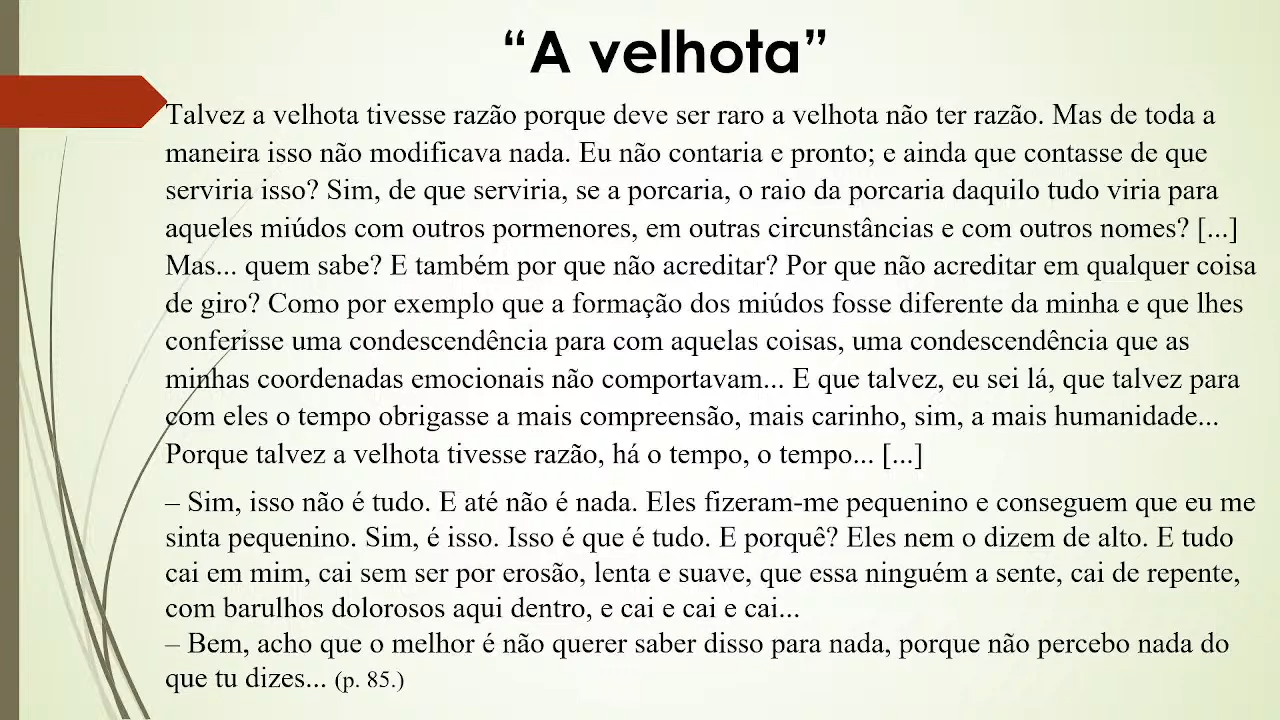 “A velhota”
Talvez a velhota tivesse razão porque deve ser raro a velhota não ter razão. Mas de toda a
maneira isso não modificava nada. Eu não contaria e pronto; e ainda que contasse de que
serviria isso? Sim, de que serviria, se a porcaria, o raio da porcaria daquilo tudo viria para
aqueles miúdos com outros pormenores, em outras circunstâncias e com outros nomes? [...]
Mas... quem sabe? E também por que não acreditar? Por que não acreditar em qualquer coisa
de giro? Como por exemplo que a formação dos miúdos fosse diferente da minha e que lhes
conferisse uma condescendência para com aquelas coisas, uma condescendência que as
minhas coordenadas emocionais não comportavam... E que talvez, eu sei lá, que talvez para
com eles o tempo obrigasse a mais compreensão, mais carinho, sim, a mais humanidade...
Porque talvez a velhota tivesse razão, há o tempo, o tempo... [...]
– Sim, isso não é tudo. E até não é nada. Eles fizeram-me pequenino e conseguem que eu me
sinta pequenino. Sim, é isso. Isso é que é tudo. E porquê? Eles nem o dizem de alto. E tudo
cai em mim, cai sem ser por erosão, lenta e suave, que essa ninguém a sente, cai de repente,
com barulhos dolorosos aqui dentro, e cai e cai e cai...
– Bem, acho que o melhor é não querer saber disso para nada, porque não percebo nada do
que tu dizes... (p. 85.)